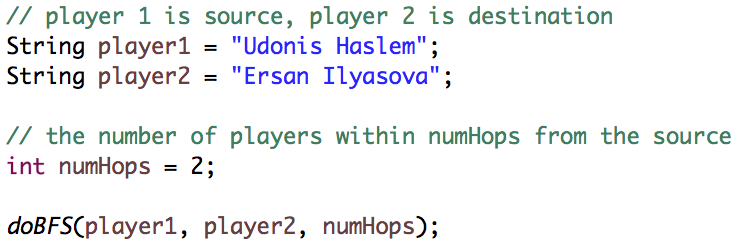 // player 1 is source, player 2 is destination
String player1 = "Udonis Haslem";
String player2 = "Ersan Ilyasova";
// the number of players within numHops from the source
int numHops = 2;
doBFS(player1, player2, numHops);